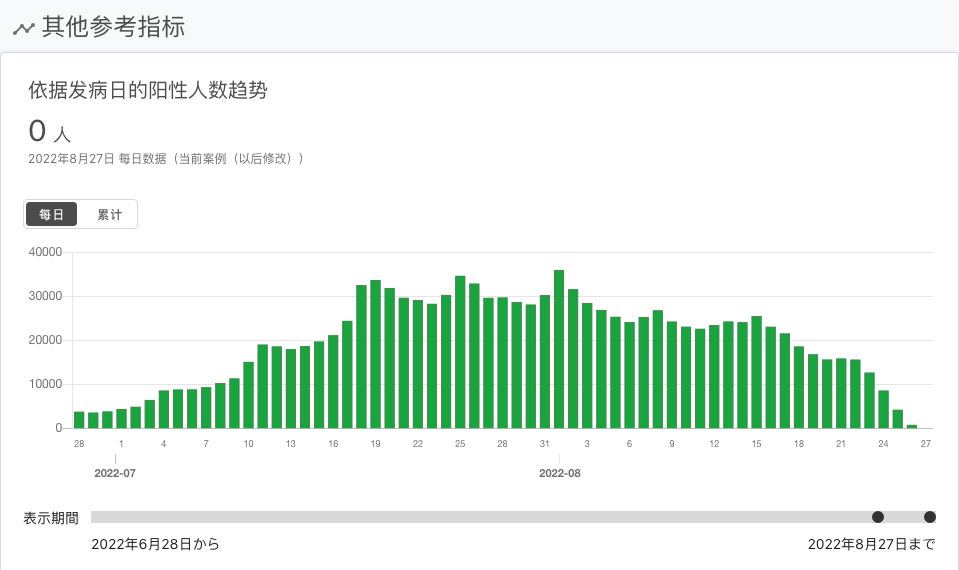 其他参考指标
依据发病日的阳性人数趋势
0 人
2022年8月27日 每日数据（当前案例（以后修改））
每日 累计
40000
30000
20000
10000
0
28 1 4 7 10 13 16 19 22 25 28 31 3 6 9 12 15 18 21 24 27
2022-07 2022-08
表示期間
2022年6月28日から 2022年8月27日まで